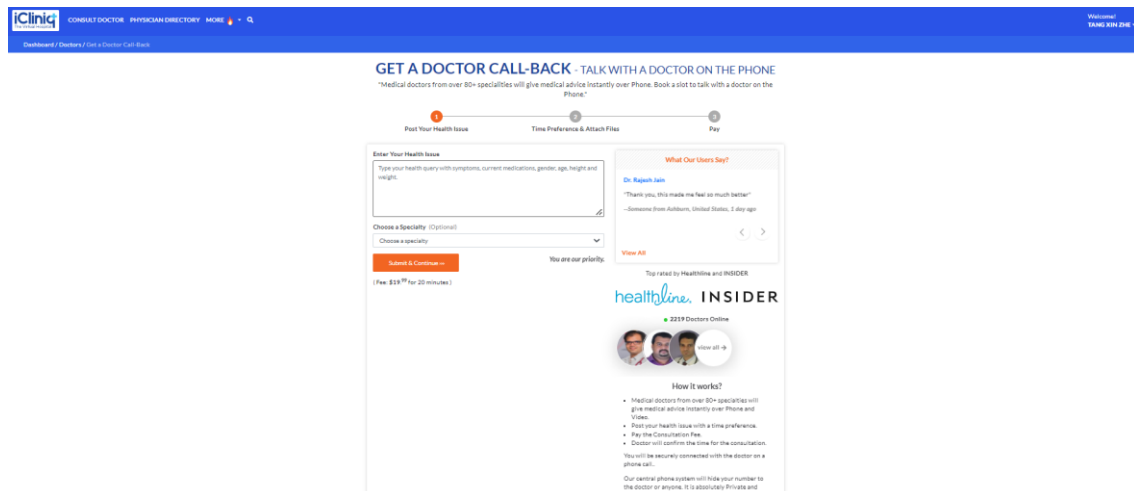 iCliniq
The Virtual Hospital
CONSULT DOCTOR PHYSICIAN DIRECTORY MORE
Welcome!
TANG XIN ZHE
Dashboard / Doctors / Get a Doctor Call-Back
GET A DOCTOR CALL-BACK - TALK WITH A DOCTOR ON THE PHONE
"Medical doctors from over 80+ specialities will give medical advice instantly over Phone. Book a slot to talk with a doctor on the
Phone."
1 2 3
Post Your Health Issue Time Preference & Attach Files Pay
Enter Your Health Issue
Type your health query with symptoms, current medications, gender, age, height and
weight.
Choose a Specialty (Optional)
Choose a specialty
Submit & Continue ››
You are our priority.
( Fee: $19.99 for 20 minutes )
What Our Users Say?
Dr. Rajesh Jain
"Thank you, this made me feel so much better"
--Someone from Ashburn, United States, 1 day ago
View All
Top rated by Healthline and INSIDER
healthline. INSIDER
2219 Doctors Online
view all →
How it works?
• Medical doctors from over 80+ specialties will
give medical advice instantly over Phone and
Video.
• Post your health issue with a time preference.
• Pay the Consultation Fee.
• Doctor will confirm the time for the consultation.
You will be securely connected with the doctor on a
phone call..
Our central phone system will hide your number to
the doctor or anyone. It is absolutely Private and